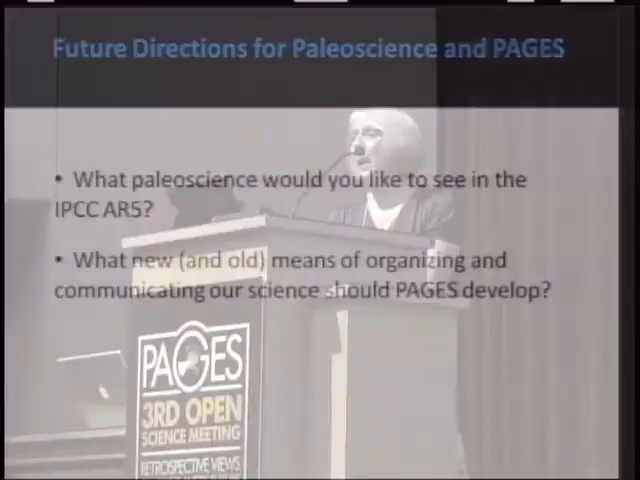 Future Directions for Paleoscience and PAGES
• What paleoscience would you like to see in the
IPCC AR5?
• What new (and old) means of organizing and
communicating our science should PAGES develop?
PAGES
3RD OPEN
SCIENCE MEETING
RETROSPECTIVE VIEWS